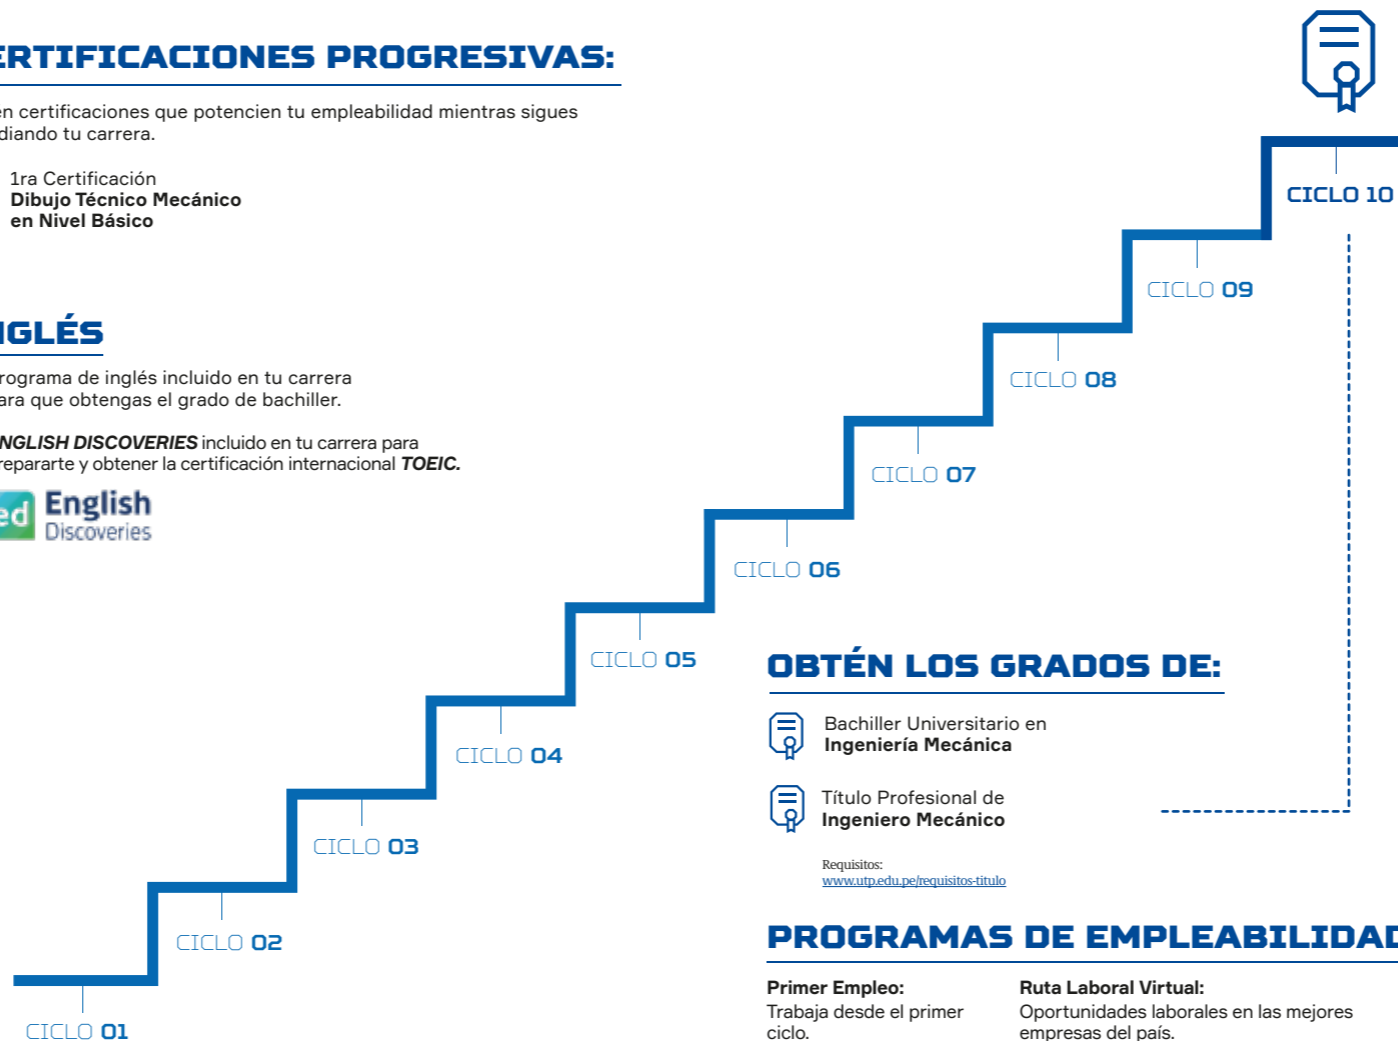 ERTIFICACIONES PROGRESIVAS:
én certificaciones que potencien tu empleabilidad mientras sigues
diando tu carrera.
1ra Certificación
Dibujo Técnico Mecánico
en Nivel Básico
GLÉS
rograma de inglés incluido en tu carrera
ara que obtengas el grado de bachiller.
NGLISH DISCOVERIES incluido en tu carrera para
repararte y obtener la certificación internacional TOEIC.
ed English
Discoveries
CICLO 10
CICLO 09
CICLO 08
CICLO 07
CICLO 06
CICLO 05
CICLO 04
CICLO 03
CICLO 02
CICLO 01
OBTÉN LOS GRADOS DE:
Bachiller Universitario en
Ingeniería Mecánica
Título Profesional de
Ingeniero Mecánico
Requisitos:
www.utp.edu.pe/requisitos-titulo
PROGRAMAS DE EMPLEABILIDAD
Primer Empleo:
Trabaja desde el primer
ciclo.
Ruta Laboral Virtual:
Oportunidades laborales en las mejores
empresas del país.